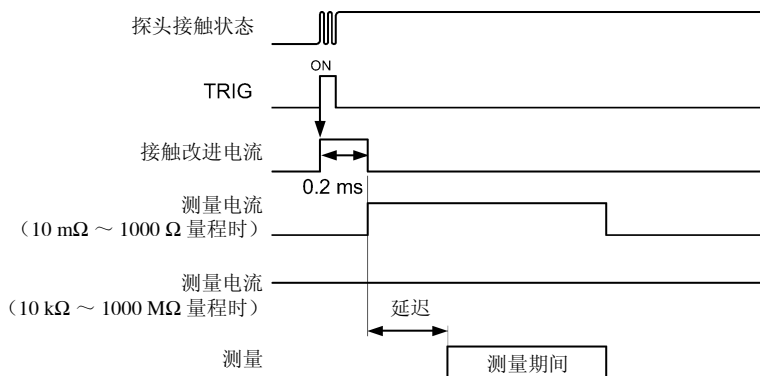 探头接触状态
ON
TRIG
接触改进电流
0.2 ms
测量电流
（10 mΩ ～ 1000 Ω 量程时）
测量电流
（10 kΩ ～ 1000 MΩ 量程时）
延迟
测量
测量期间